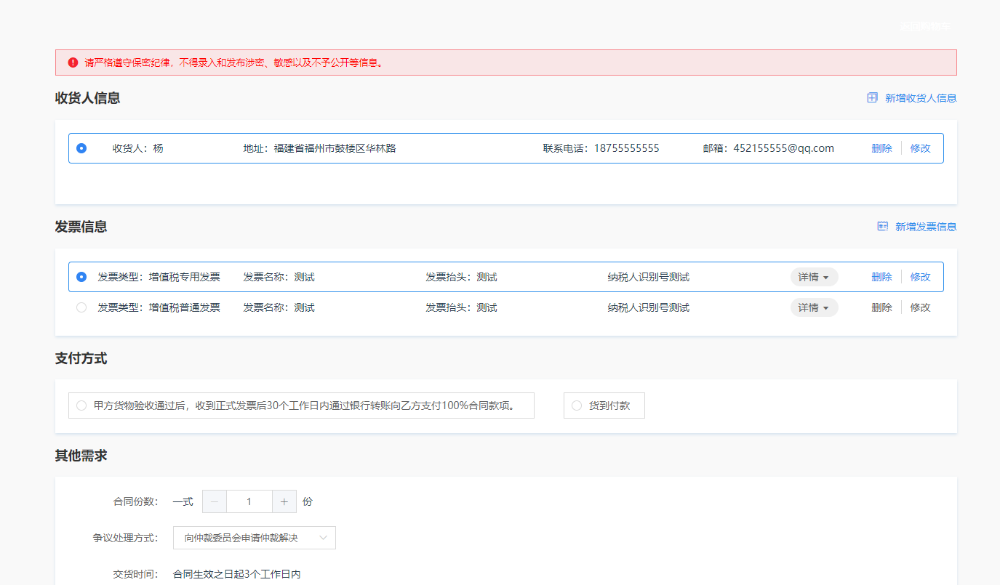 请严格遵守保密纪律，不得录入和发布涉密、敏感以及不予公开等信息。
收货人信息 新增收货人信息
收货人：杨 地址：福建省福州市鼓楼区华林路 联系电话：18755555555 邮箱：452155555@qq.com 删除 修改
发票信息 新增发票信息
发票类型：增值税专用发票 发票名称：测试 发票抬头：测试 纳税人识别号测试 详情 删除 修改
发票类型：增值税普通发票 发票名称：测试 发票抬头：测试 纳税人识别号测试 详情 删除 修改
支付方式
甲方货物验收通过后，收到正式发票后30个工作日内通过银行转账向乙方支付100%合同款项。 货到付款
其他需求
合同份数： 一式 － 1 + 份
争议处理方式： 向仲裁委员会申请仲裁解决
交货时间： 合同生效之日起3个工作日内